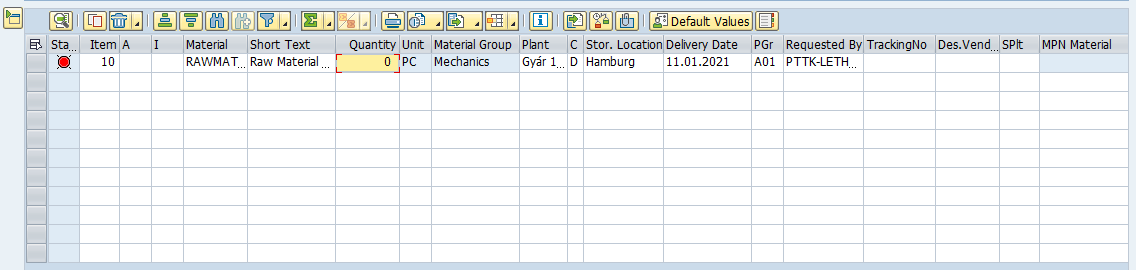 Default Values
Sta.. Item A I Material Short Text Quantity Unit Material Group Plant C Stor. Location Delivery Date PGr Requested By TrackingNo Des.Vend.. SPlt MPN Material
10 RAWMAT.. Raw Material ... 0 PC Mechanics Gyár 1... D Hamburg 11.01.2021 A01 PTTK-LETH...